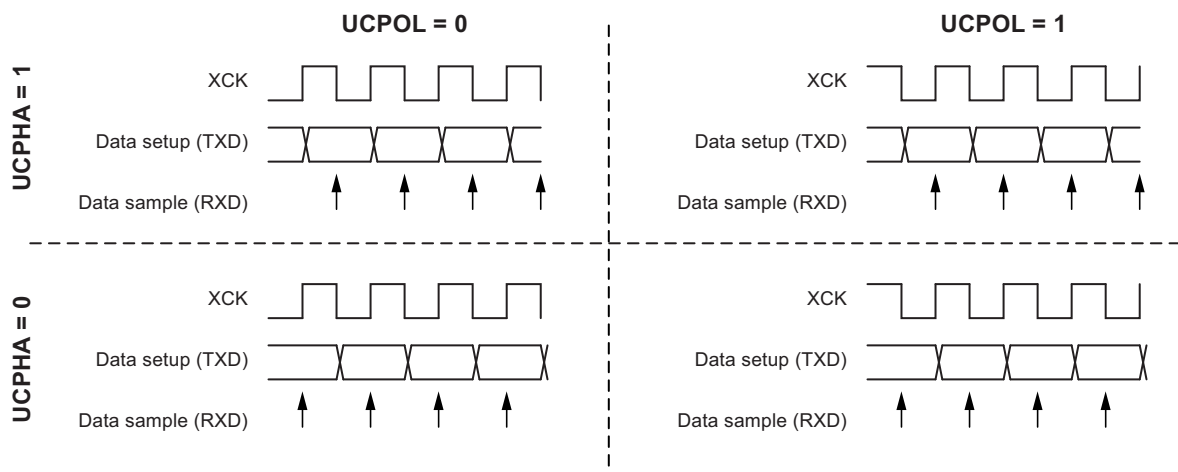 UCPOL = 0
UCPOL = 1
UCPHA = 1
XCK
Data setup (TXD)
Data sample (RXD)
XCK
Data setup (TXD)
Data sample (RXD)
UCPHA = 0
XCK
Data setup (TXD)
Data sample (RXD)
XCK
Data setup (TXD)
Data sample (RXD)